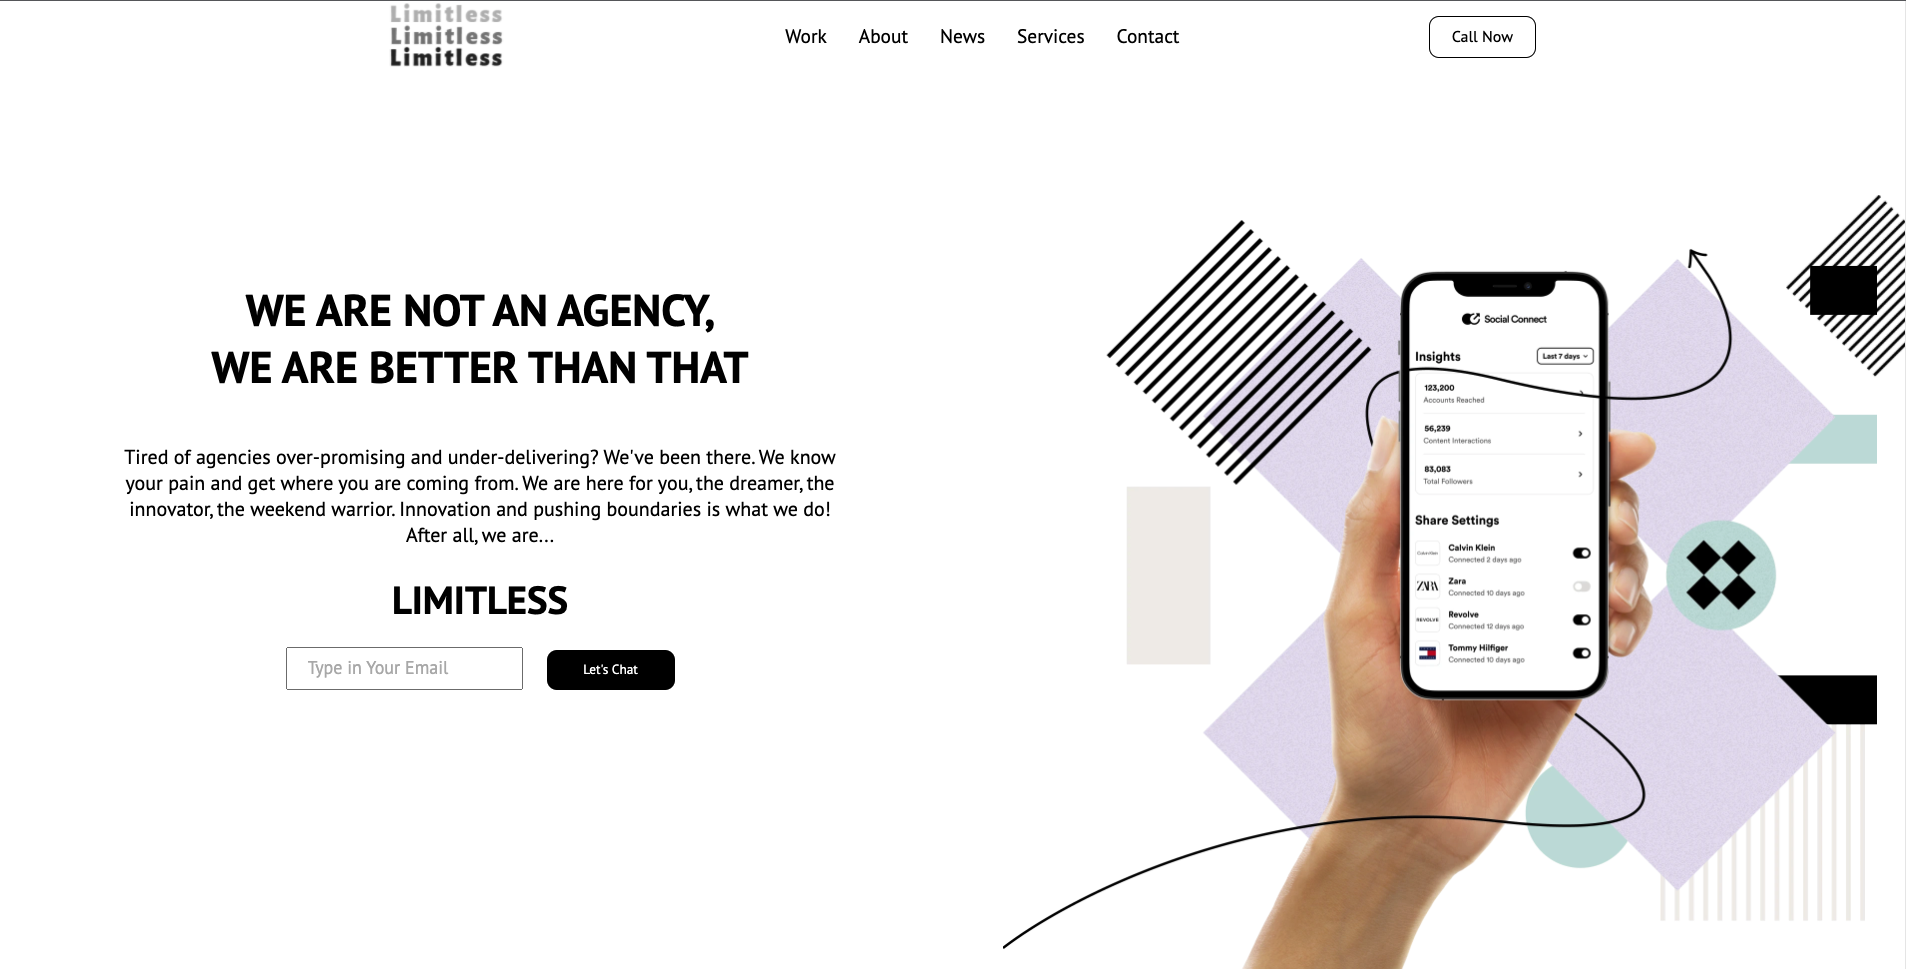 Limitless
Limitless
Limitless
Work About News Services Contact
Call Now
WE ARE NOT AN AGENCY,
WE ARE BETTER THAN THAT
Tired of agencies over-promising and under-delivering? We've been there. We know
your pain and get where you are coming from. We are here for you, the dreamer, the
innovator, the weekend warrior. Innovation and pushing boundaries is what we do!
After all, we are...
LIMITLESS
Type in Your Email
Let's Chat
Social Connect
Insights
Last 7 days
123,200
Accounts Reached
56,239
Content Interactions
83,083
Total Followers
Share Settings
Calvin Klein
Calvin Klein
Connected 2 days ago
ZARA
Zara
Connected 10 days ago
REVOLVE
Revolve
Connected 12 days ago
Tommy Hilfiger
Connected 10 days ago